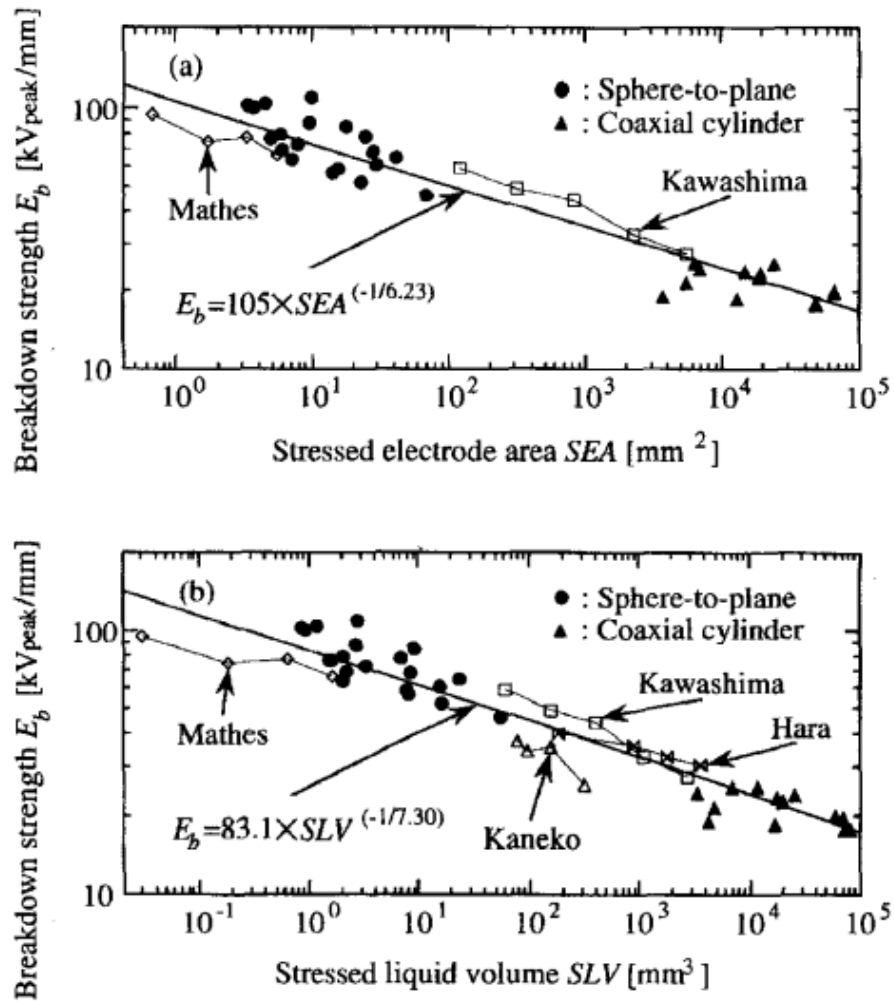 Breakdown strength E_b [kVpeak/mm]
(a)
● : Sphere-to-plane
▲ : Coaxial cylinder
100
Kawashima
Mathes
E_b=105×SEA^(-1/6.23)
10
10^0 10^1 10^2 10^3 10^4 10^5
Stressed electrode area SEA [mm^2]
Breakdown strength E_b [kVpeak/mm]
(b)
● : Sphere-to-plane
▲ : Coaxial cylinder
100
Kawashima
Mathes
Hara
E_b=83.1×SLV^(-1/7.30)
Kaneko
10
10^-1 10^0 10^1 10^2 10^3 10^4 10^5
Stressed liquid volume SLV [mm^3]